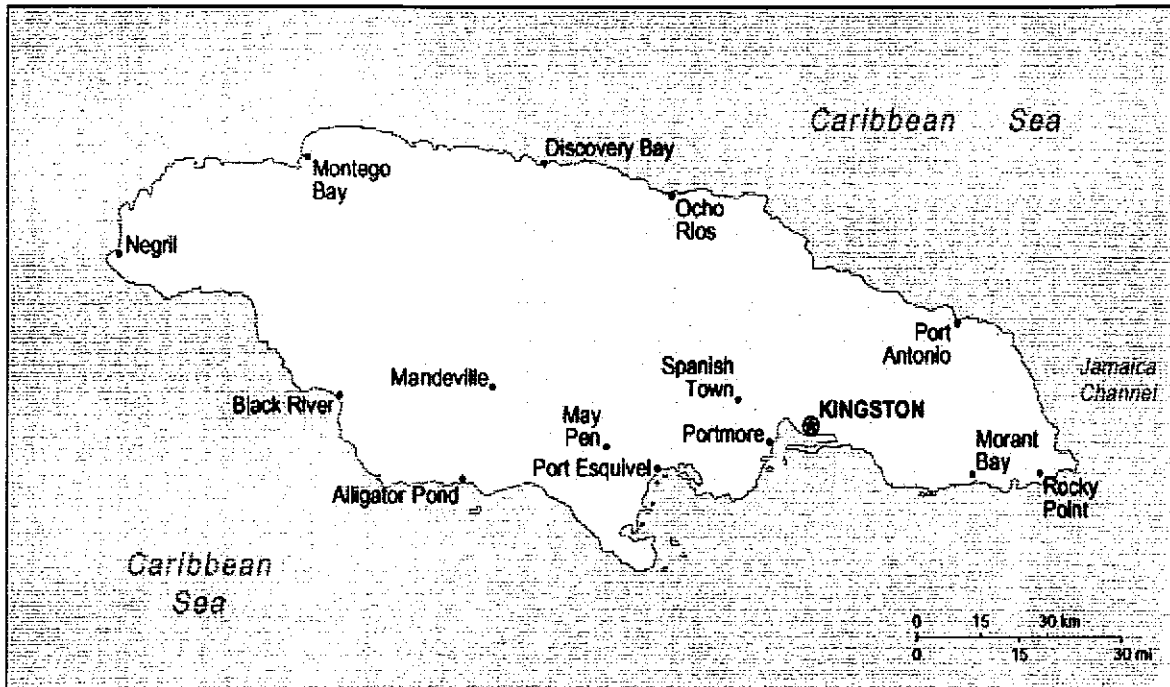 Caribbean Sea
Discovery Bay
Montego
Bay
Ocho
Rios
Negril
Port
Antonio
Jamaica
Channel
Spanish
Town
Mandeville
Black River
KINGSTON
May
Pen
Portmore
Morant
Bay
Port Esquivel
Alligator Pond
Rocky
Point
Caribbean
Sea
0 15 30 km
0 15 30 mi